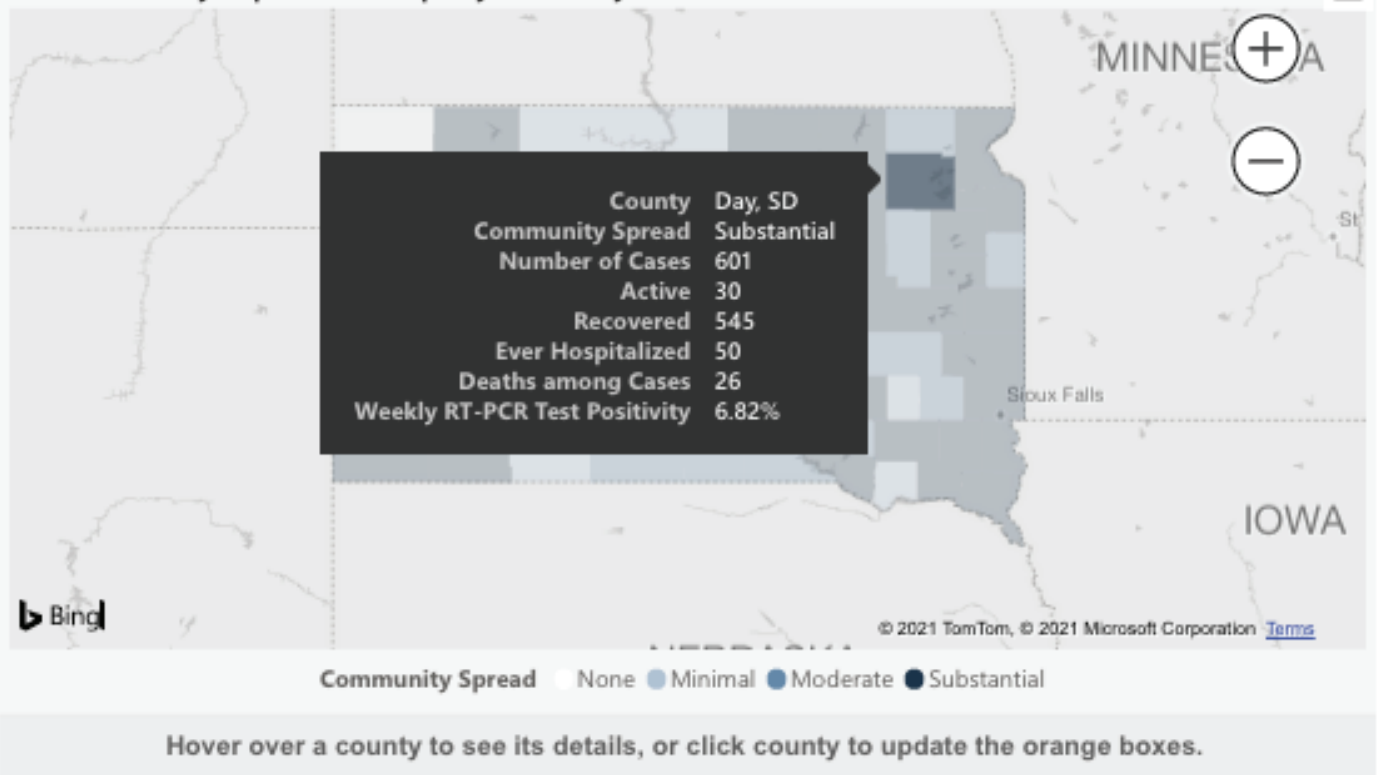 MINNES A
County Day, SD
Community Spread Substantial
Number of Cases 601
Active 30
Recovered 545
Ever Hospitalized 50
Deaths among Cases 26
Weekly RT-PCR Test Positivity 6.82%
St
Sioux Falls
IOWA
Bing
© 2021 TomTom, © 2021 Microsoft Corporation Terms
NEBRASKA
Community Spread None Minimal Moderate Substantial
Hover over a county to see its details, or click county to update the orange boxes.